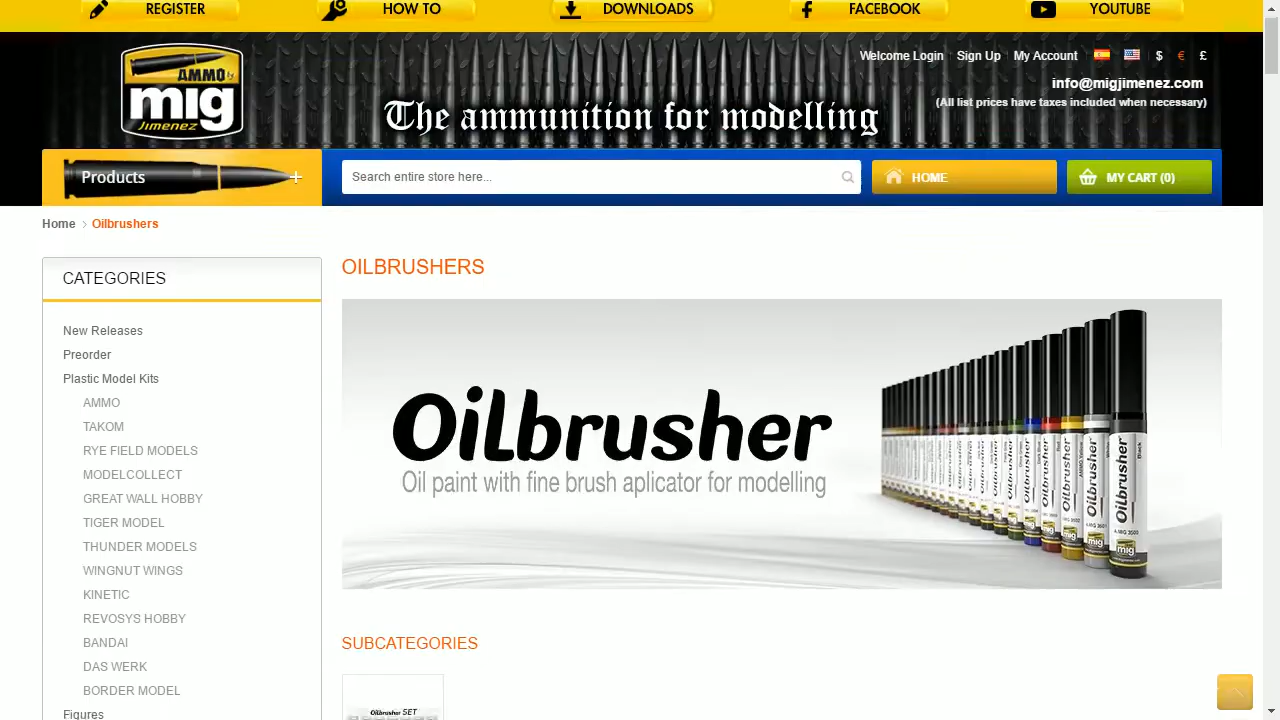 REGISTER
HOW TO
DOWNLOADS
FACEBOOK
YOUTUBE
Welcome Login
Sign Up
My Account
$
€
£
AMMO by
mig
Jimenez
info@migjimenez.com
(All list prices have taxes included when necessary)
The ammunition for modelling
Products
+
Search entire store here...
HOME
MY CART (0)
Home
Oilbrushers
CATEGORIES
New Releases
Preorder
Plastic Model Kits
AMMO
TAKOM
RYE FIELD MODELS
MODELCOLLECT
GREAT WALL HOBBY
TIGER MODEL
THUNDER MODELS
WINGNUT WINGS
KINETIC
REVOSYS HOBBY
BANDAI
DAS WERK
BORDER MODEL
Figures
OILBRUSHERS
Oilbrusher
Oil paint with fine brush aplicator for modelling
Oilbrusher
Oilbrusher
Oilbrusher
Black
mig
SUBCATEGORIES
Oilbrusher SET